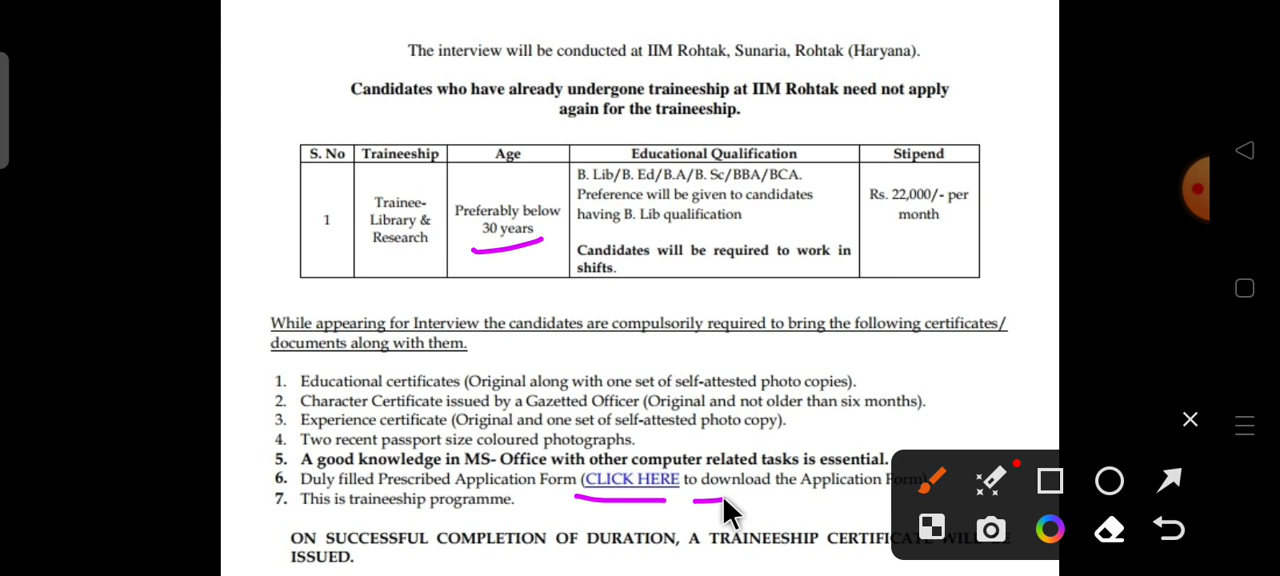 The interview will be conducted at IIM Rohtak, Sunaria, Rohtak (Haryana).
Candidates who have already undergone traineeship at IIM Rohtak need not apply
again for the traineeship.
S. No Traineeship Age Educational Qualification Stipend
1 Trainee-
Library &
Research
Preferably below
30 years
B. Lib/B. Ed/B.A/B. Sc/BBA/BCA.
Preference will be given to candidates
having B. Lib qualification
Candidates will be required to work in
shifts.
Rs. 22,000/- per
month
While appearing for Interview the candidates are compulsorily required to bring the following certificates/
documents along with them.
1. Educational certificates (Original along with one set of self-attested photo copies).
2. Character Certificate issued by a Gazetted Officer (Original and not older than six months).
3. Experience certificate (Original and one set of self-attested photo copy).
4. Two recent passport size coloured photographs.
5. A good knowledge in MS- Office with other computer related tasks is essential.
6. Duly filled Prescribed Application Form (CLICK HERE to download the Application Form)
7. This is traineeship programme.
ON SUCCESSFUL COMPLETION OF DURATION, A TRAINEESHIP CERTIFICATE WILL BE
ISSUED.